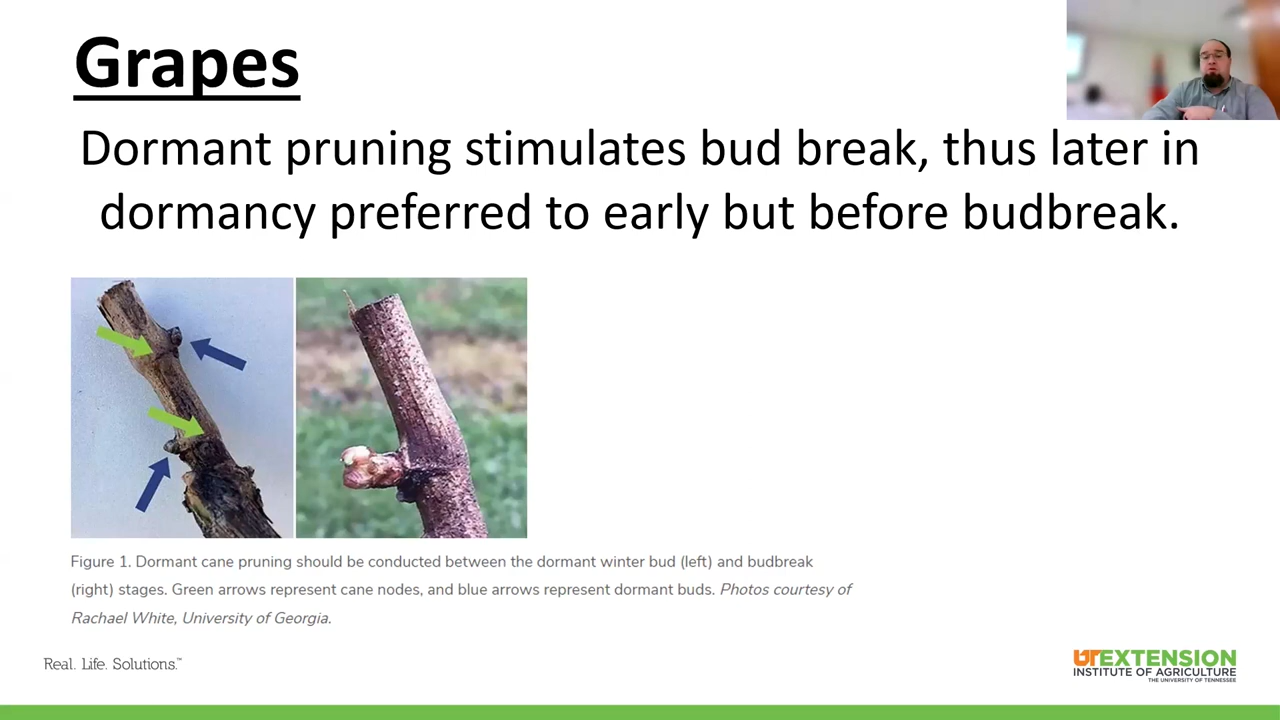 Grapes
Dormant pruning stimulates bud break, thus later in
dormancy preferred to early but before budbreak.
Figure 1. Dormant cane pruning should be conducted between the dormant winter bud (left) and budbreak
(right) stages. Green arrows represent cane nodes, and blue arrows represent dormant buds. Photos courtesy of
Rachael White, University of Georgia.
Real. Life. Solutions.™
UTEXTENSION
INSTITUTE OF AGRICULTURE
THE UNIVERSITY OF TENNESSEE